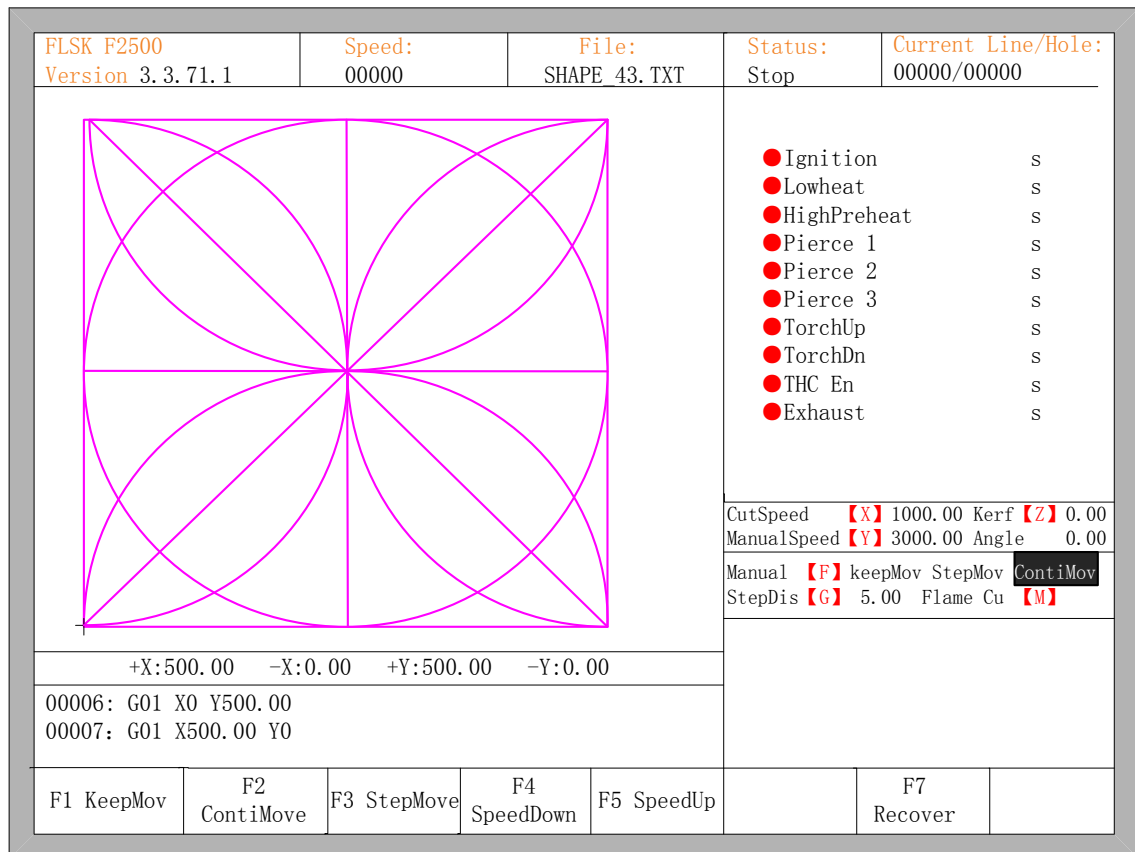 FLSK F2500 Speed: File: Status: Current Line/Hole:
Version 3.3.71.1 00000 SHAPE_43.TXT Stop 00000/00000
Ignition s
Lowheat s
HighPreheat s
Pierce 1 s
Pierce 2 s
Pierce 3 s
TorchUp s
TorchDn s
THC En s
Exhaust s
CutSpeed 【X】 1000.00 Kerf 【Z】 0.00
ManualSpeed 【Y】 3000.00 Angle 0.00
Manual 【F】 keepMov StepMov ContiMov
StepDis 【G】 5.00 Flame Cu 【M】
+X:500.00 -X:0.00 +Y:500.00 -Y:0.00
00006: G01 X0 Y500.00
00007: G01 X500.00 Y0
F1 KeepMov
F2
ContiMove
F3 StepMove
F4
SpeedDown
F5 SpeedUp
F7
Recover